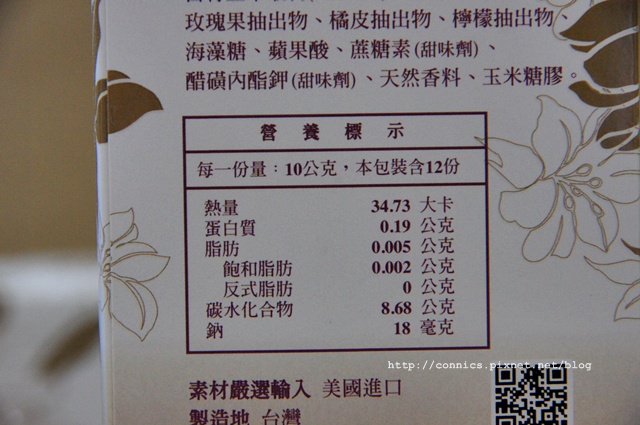 玫瑰果抽出物、橘皮抽出物、檸檬抽出物、
海藻糖、蘋果酸、蔗糖素(甜味劑)、
醋磺內酯鉀(甜味劑)、天然香料、玉米糖膠。
營養標示
每一份量：10公克，本包裝含12份
熱量 34.73 大卡
蛋白質 0.19 公克
脂肪 0.005 公克
飽和脂肪 0.002 公克
反式脂肪 0 公克
碳水化合物 8.68 公克
鈉 18 毫克
http://connics.pixnet.net/blog
素材嚴選輸入 美國進口
製造地 台灣